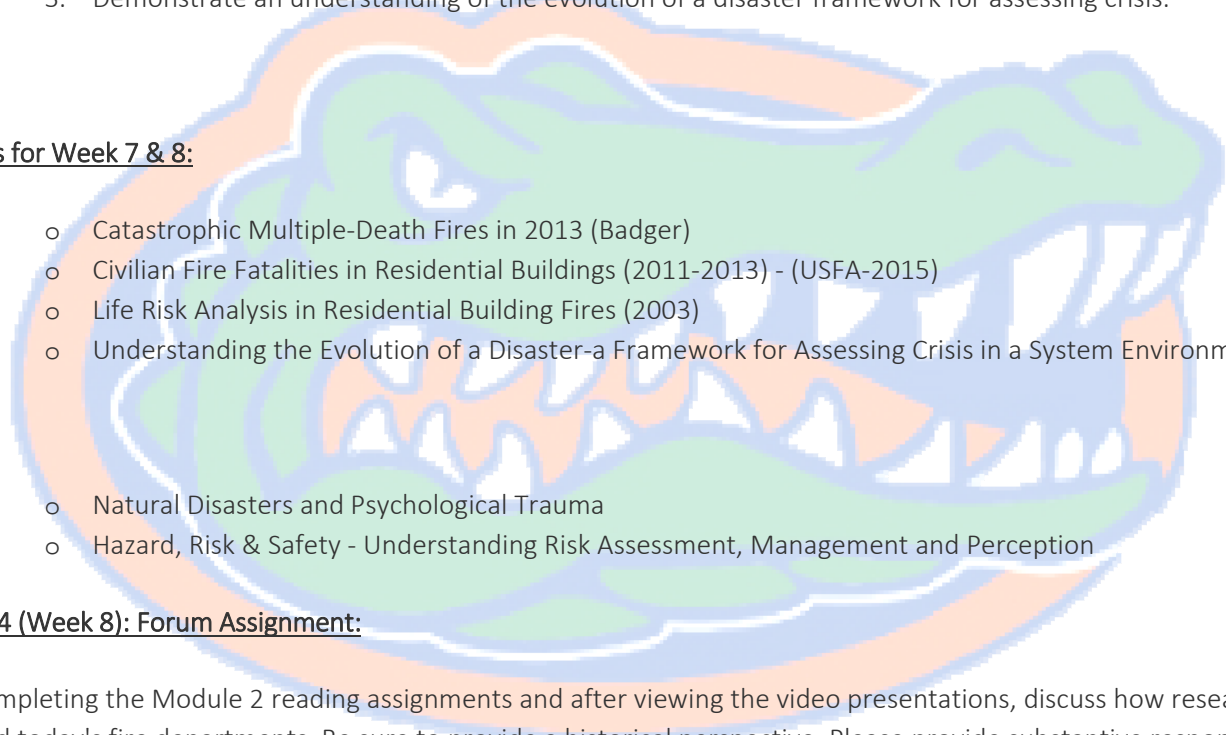 3. Demonstrate an understanding of the evolution of a disaster framework for assessing crisis.
s for Week 7 & 8:
o Catastrophic Multiple-Death Fires in 2013 (Badger)
o Civilian Fire Fatalities in Residential Buildings (2011-2013) - (USFA-2015)
o Life Risk Analysis in Residential Building Fires (2003)
o Understanding the Evolution of a Disaster-a Framework for Assessing Crisis in a System Environm
o Natural Disasters and Psychological Trauma
o Hazard, Risk & Safety - Understanding Risk Assessment, Management and Perception
4 (Week 8): Forum Assignment:
mpleting the Module 2 reading assignments and after viewing the video presentations, discuss how resea
d today's fire departments. Be sure to provide a historical perspective. Please provide substantive respon